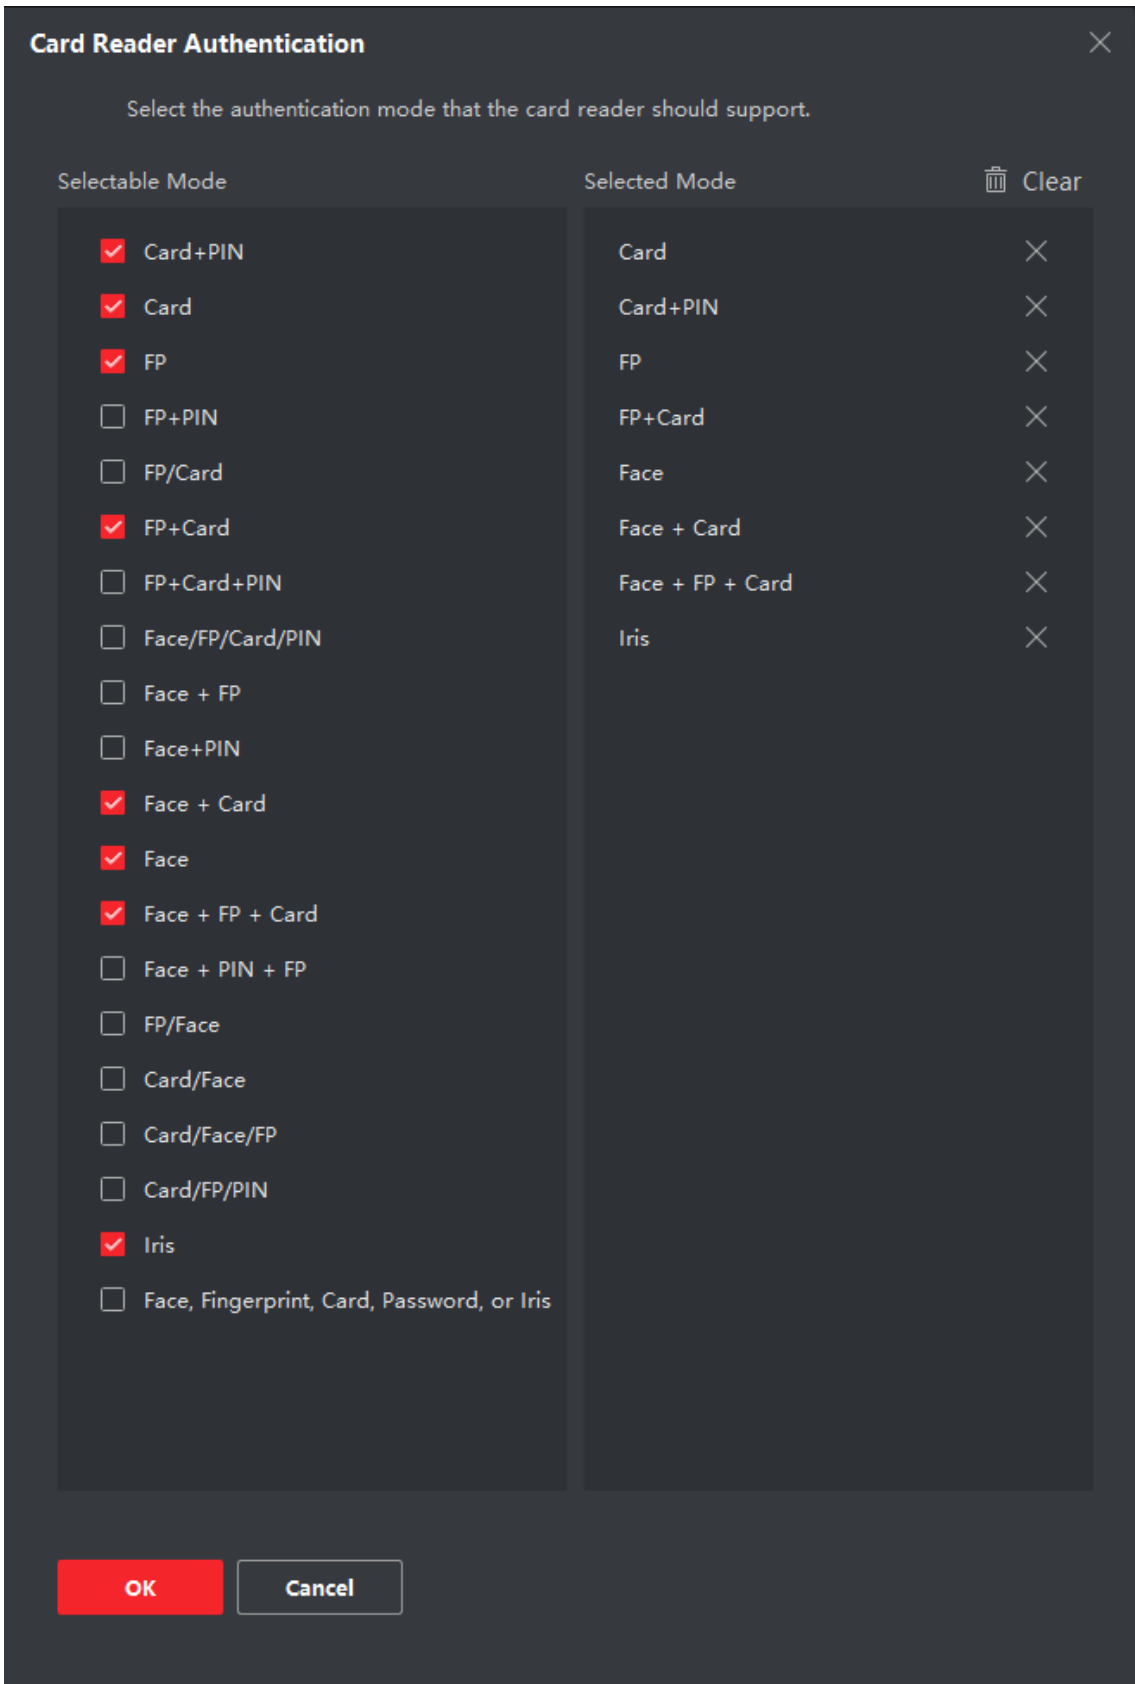 Card Reader Authentication
Select the authentication mode that the card reader should support.
Selectable Mode
Card+PIN
Card
FP
FP+PIN
FP/Card
FP+Card
FP+Card+PIN
Face/FP/Card/PIN
Face + FP
Face+PIN
Face + Card
Face
Face + FP + Card
Face + PIN + FP
FP/Face
Card/Face
Card/Face/FP
Card/FP/PIN
Iris
Face, Fingerprint, Card, Password, or Iris
Selected Mode
Clear
Card
Card+PIN
FP
FP+Card
Face
Face + Card
Face + FP + Card
Iris
OK
Cancel